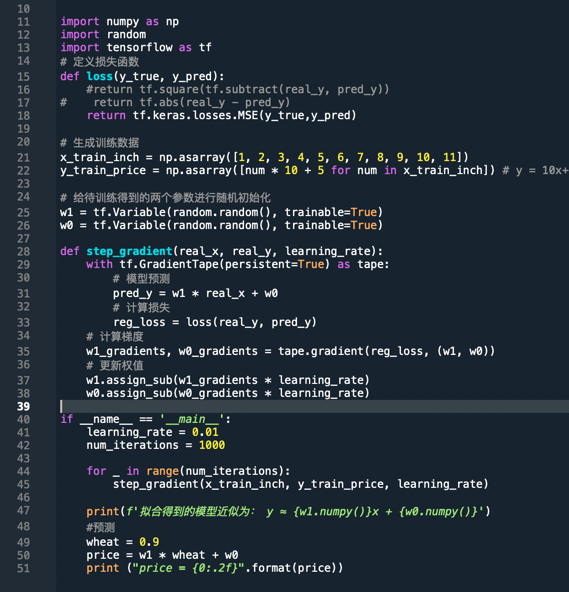 10
11 import numpy as np
12 import random
13 import tensorflow as tf
14 # 定义损失函数
15 def loss(y_true, y_pred):
16     #return tf.square(tf.subtract(real_y, pred_y))
17 #    return tf.abs(real_y - pred_y)
18     return tf.keras.losses.MSE(y_true,y_pred)
19
20 # 生成训练数据
21 x_train_inch = np.asarray([1, 2, 3, 4, 5, 6, 7, 8, 9, 10, 11])
22 y_train_price = np.asarray([num * 10 + 5 for num in x_train_inch]) # y = 10x+
23
24 # 给待训练得到的两个参数进行随机初始化
25 w1 = tf.Variable(random.random(), trainable=True)
26 w0 = tf.Variable(random.random(), trainable=True)
27
28 def step_gradient(real_x, real_y, learning_rate):
29     with tf.GradientTape(persistent=True) as tape:
30         # 模型预测
31         pred_y = w1 * real_x + w0
32         # 计算损失
33         reg_loss = loss(real_y, pred_y)
34     # 计算梯度
35     w1_gradients, w0_gradients = tape.gradient(reg_loss, (w1, w0))
36     # 更新权值
37     w1.assign_sub(w1_gradients * learning_rate)
38     w0.assign_sub(w0_gradients * learning_rate)
39
40 if __name__ == '__main__':
41     learning_rate = 0.01
42     num_iterations = 1000
43
44     for _ in range(num_iterations):
45         step_gradient(x_train_inch, y_train_price, learning_rate)
46
47     print(f'拟合得到的模型近似为： y ≈ {w1.numpy()}x + {w0.numpy()}')
48     #预测
49     wheat = 0.9
50     price = w1 * wheat + w0
51     print ("price = {0:.2f}".format(price))